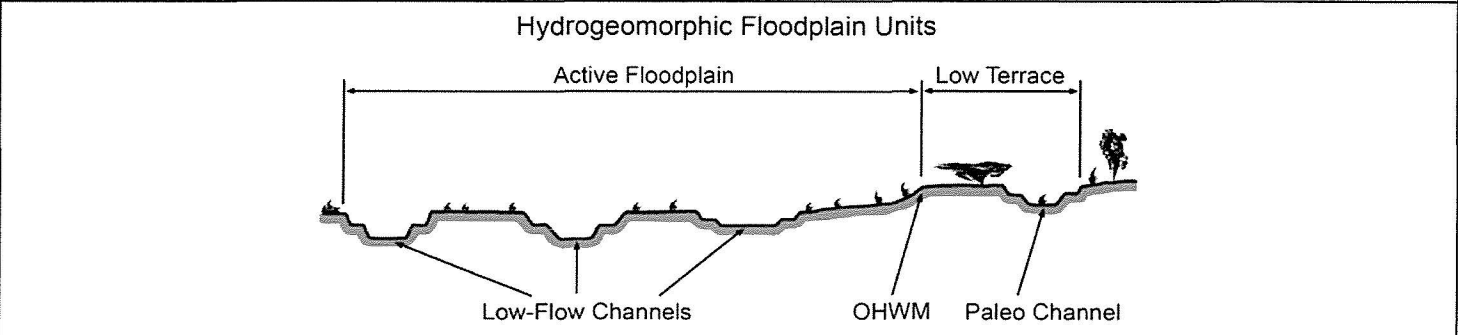 Hydrogeomorphic Floodplain Units
Active Floodplain
Low Terrace
Low-Flow Channels
OHWM
Paleo Channel